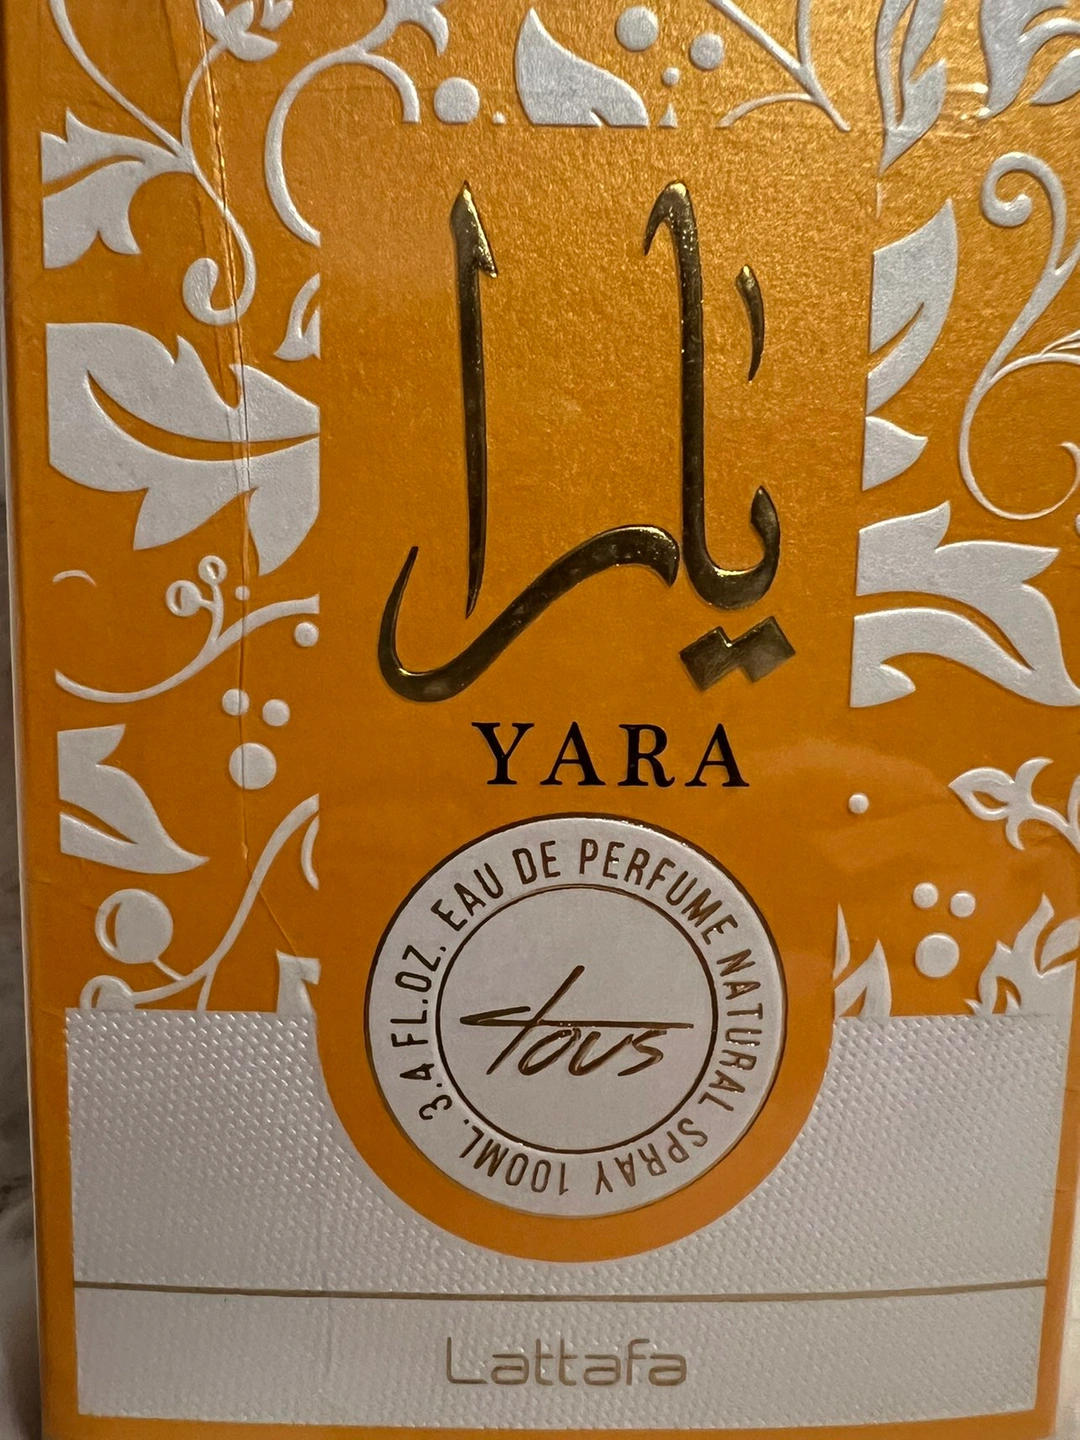 يارا
YARA
EAU DE PERFUME NATURAL SPRAY 100ML. 3.4 FL.OZ.
tous
Lattafa